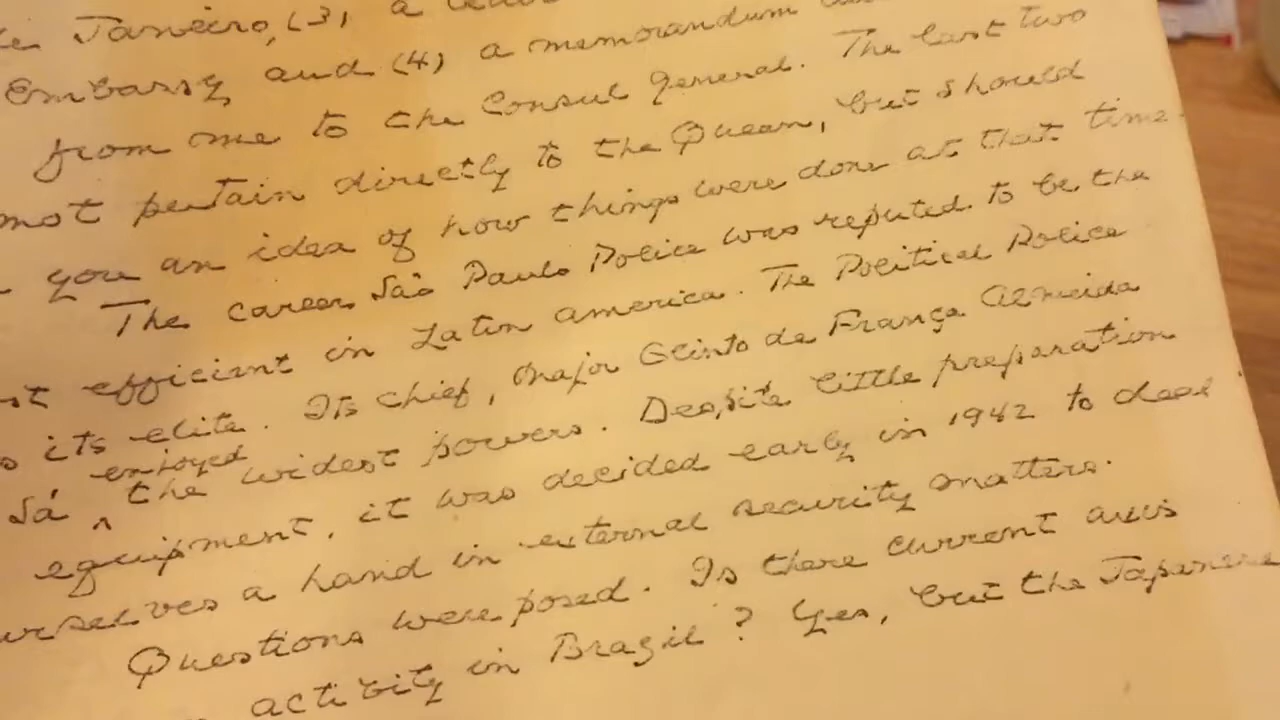 Janeiro, (3) a
Embassy and (4) a memorandum
from me to the Consul General. The last two
not pertain directly to the Queen, but should
you an idea of how things were done at that time.
The career São Paulo Police was reputed to be the
st efficient in Latin America. The Political Police
its elite. Its chief, Major Olinto de França Almeida
enjoyed
Sá ^ the widest powers. Despite little preparation
equipment, it was decided early in 1942 to deal
urselves a hand in external security matters.
Questions were posed. Is there current axis
activity in Brazil? Yes, but the Japanese